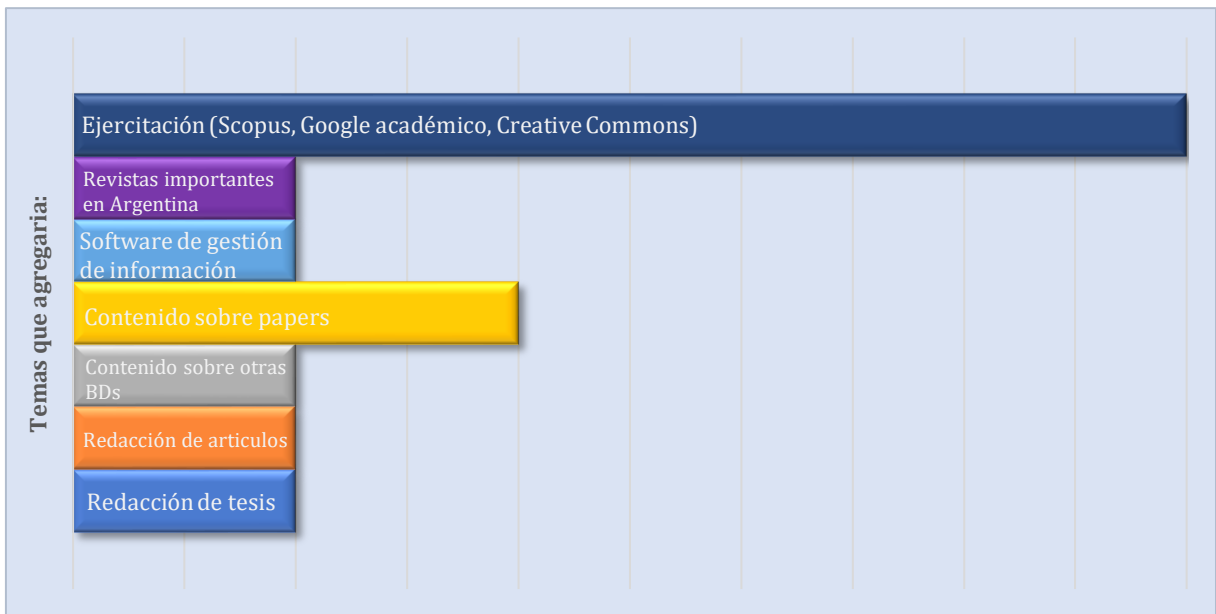 Temas que agregaria:
Ejercitación (Scopus, Google académico, Creative Commons)
Revistas importantes
en Argentina
Software de gestión
de información
Contenido sobre papers
Contenido sobre otras
BDs
Redacción de articulos
Redacción de tesis